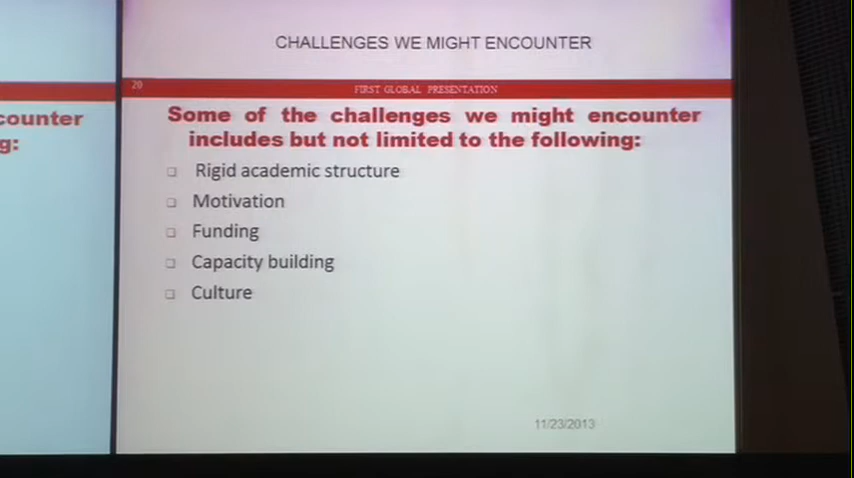 CHALLENGES WE MIGHT ENCOUNTER
20 FIRST GLOBAL PRESENTATION
counter
g:
Some of the challenges we might encounter
includes but not limited to the following:
Rigid academic structure
Motivation
Funding
Capacity building
Culture
11/23/2013